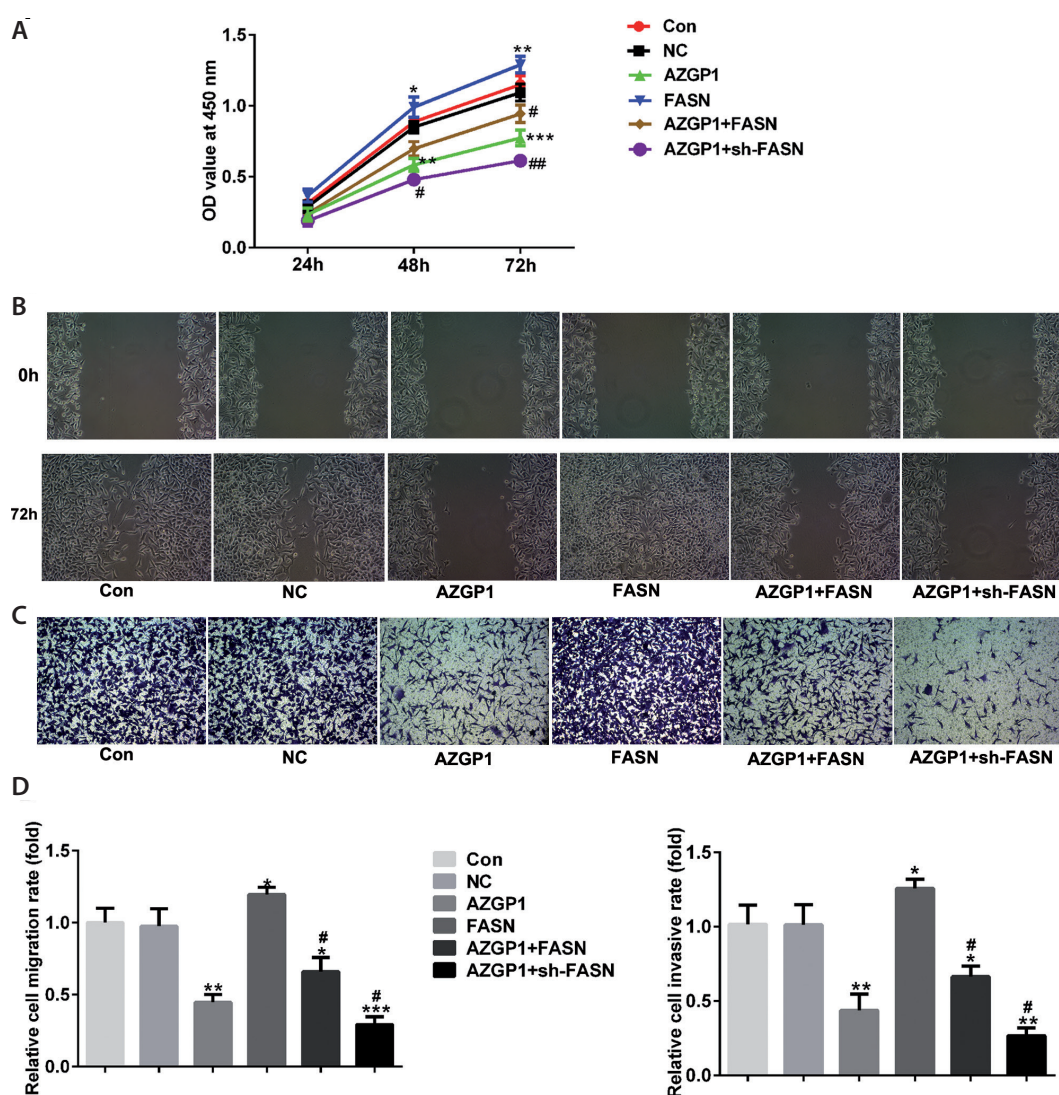 A
OD value at 450 nm
1.5
1.0
0.5
0.0
24h
48h
72h
*
**
**
#
#
***
##
Con
NC
AZGP1
FASN
AZGP1+FASN
AZGP1+sh-FASN
B
0h
72h
Con
NC
AZGP1
FASN
AZGP1+FASN
AZGP1+sh-FASN
C
Con
NC
AZGP1
FASN
AZGP1+FASN
AZGP1+sh-FASN
D
Relative cell migration rate (fold)
1.5
1.0
0.5
0.0
**
*
#
*
#
***
Con
NC
AZGP1
FASN
AZGP1+FASN
AZGP1+sh-FASN
Relative cell invasive rate (fold)
1.5
1.0
0.5
0.0
**
*
#
*
#
**